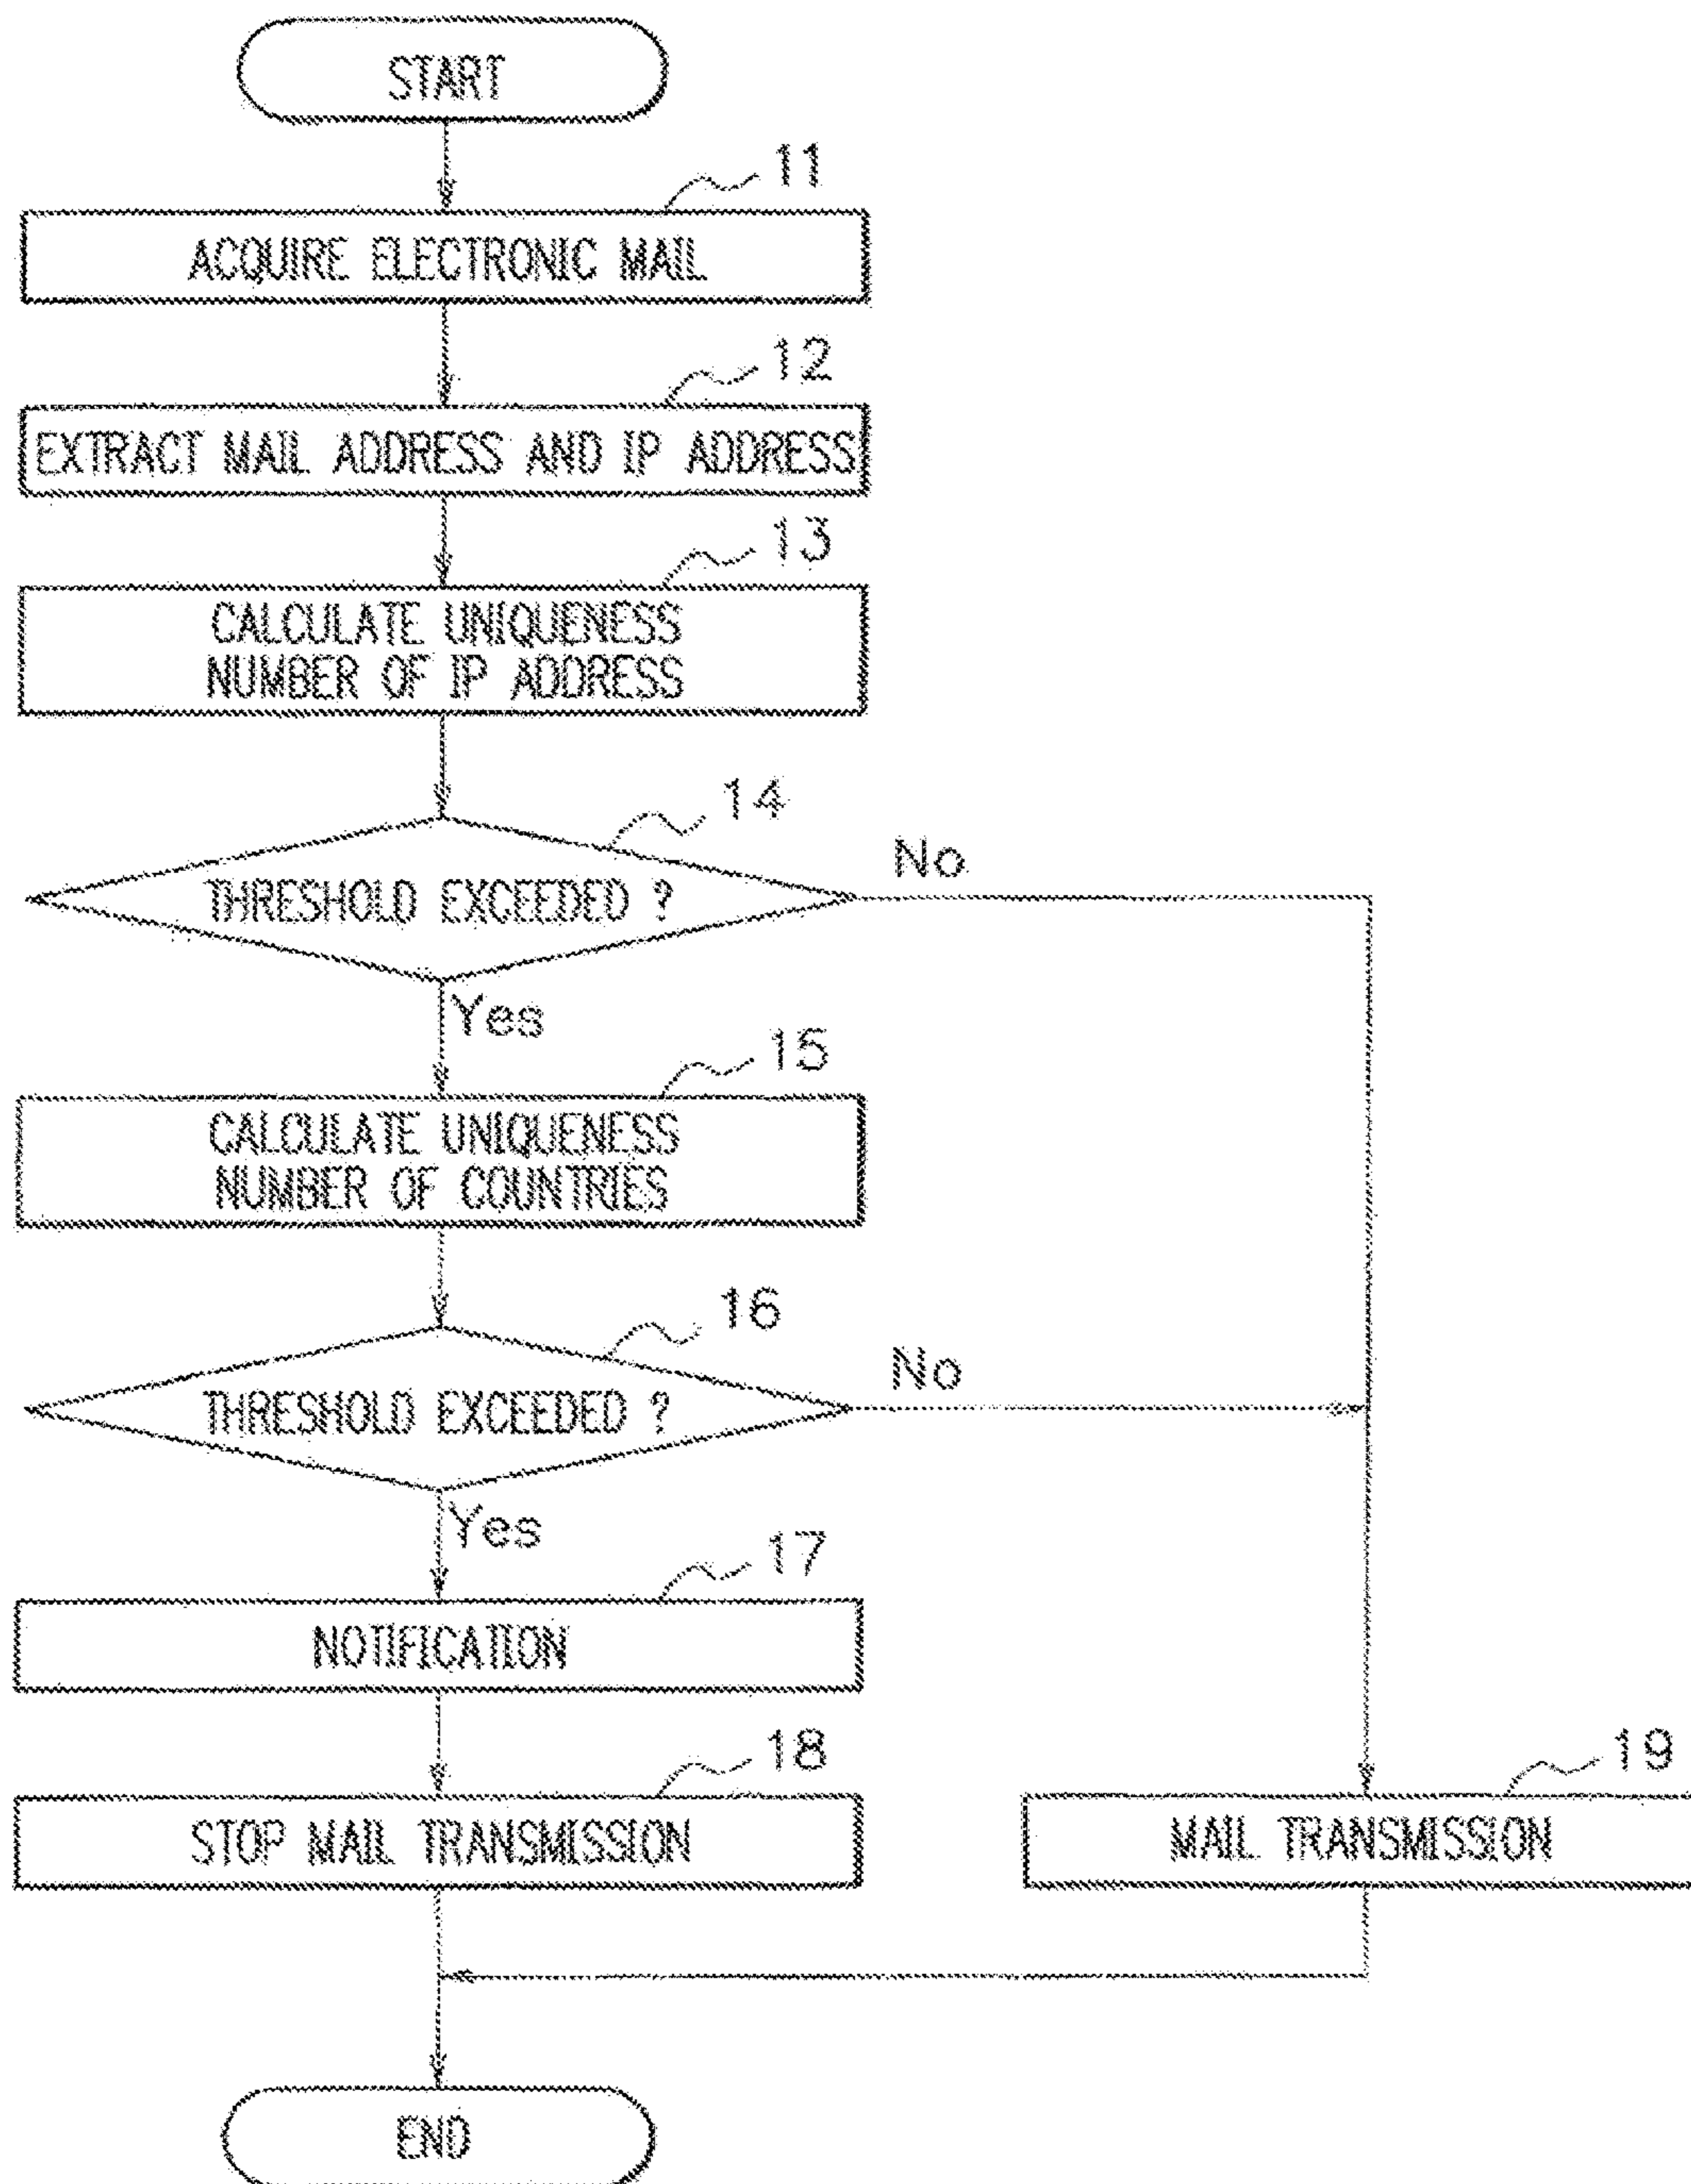 START
11
ACQUIRE ELECTRONIC MAIL
12
EXTRACT MAIL ADDRESS AND IP ADDRESS
13
CALCULATE UNIQUENESS
NUMBER OF IP ADDRESS
14
No
THRESHOLD EXCEEDED ?
Yes
15
CALCULATE UNIQUENESS
NUMBER OF COUNTRIES
16
No
THRESHOLD EXCEEDED ?
Yes
17
NOTIFICATION
18
STOP MAIL TRANSMISSION
19
MAIL TRANSMISSION
END